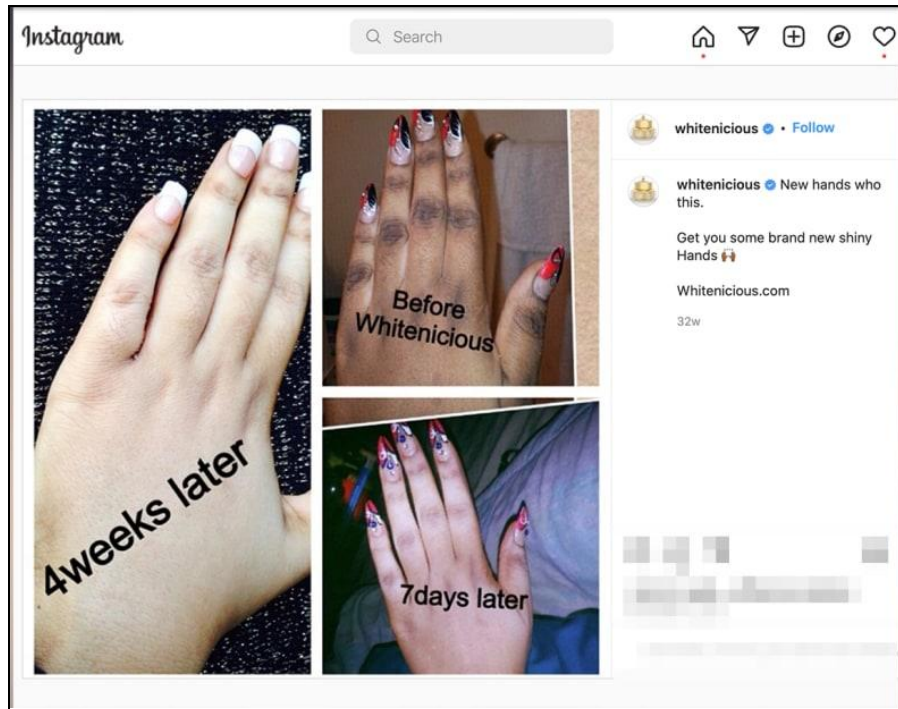 Instagram
Search
4weeks later
Before
Whitenicious
7days later
whitenicious • Follow
whitenicious New hands who
this.
Get you some brand new shiny
Hands 🙌🏾
Whitenicious.com
32w